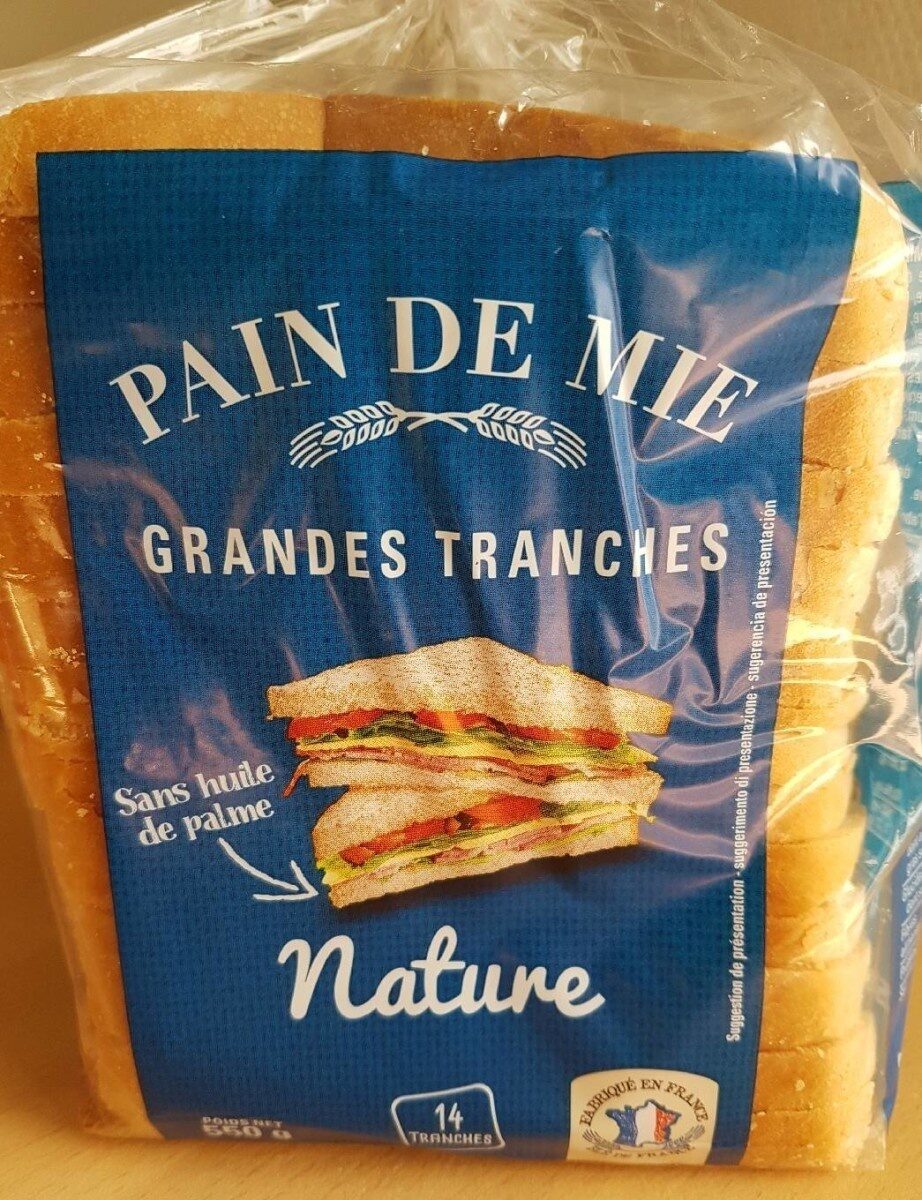 PAIN DE MIE
GRANDES TRANCHES
Sans huile
de palme
Nature
Suggestion de présentation - suggerimento di presentazione - sugerencia de presentación
POIDS NET
550 g
14
TRANCHES
FABRIQUÉ EN FRANCE